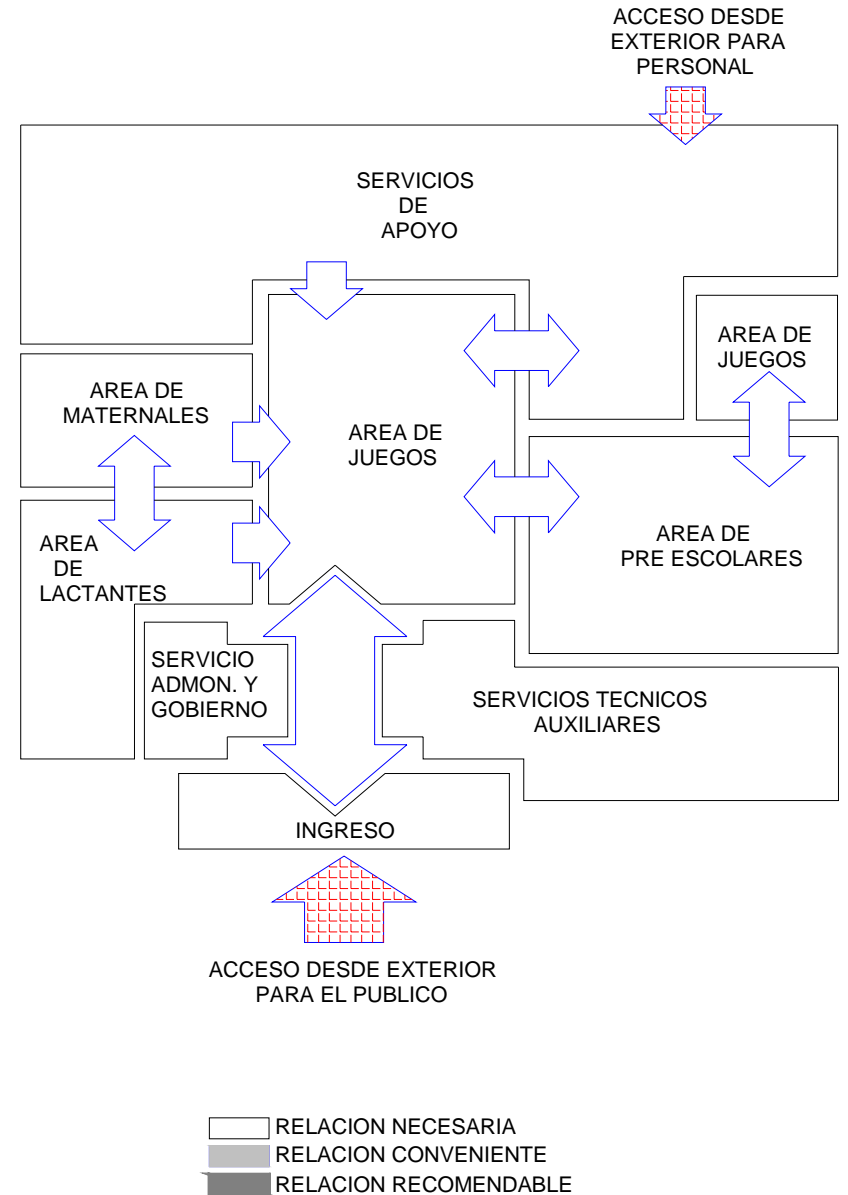 ACCESO DESDE
EXTERIOR PARA
PERSONAL
SERVICIOS
DE
APOYO
AREA DE
JUEGOS
AREA DE
MATERNALES
AREA DE
JUEGOS
AREA
DE
LACTANTES
AREA DE
PRE ESCOLARES
SERVICIO
ADMON. Y
GOBIERNO
SERVICIOS TECNICOS
AUXILIARES
INGRESO
ACCESO DESDE EXTERIOR
PARA EL PUBLICO
RELACION NECESARIA
RELACION CONVENIENTE
RELACION RECOMENDABLE